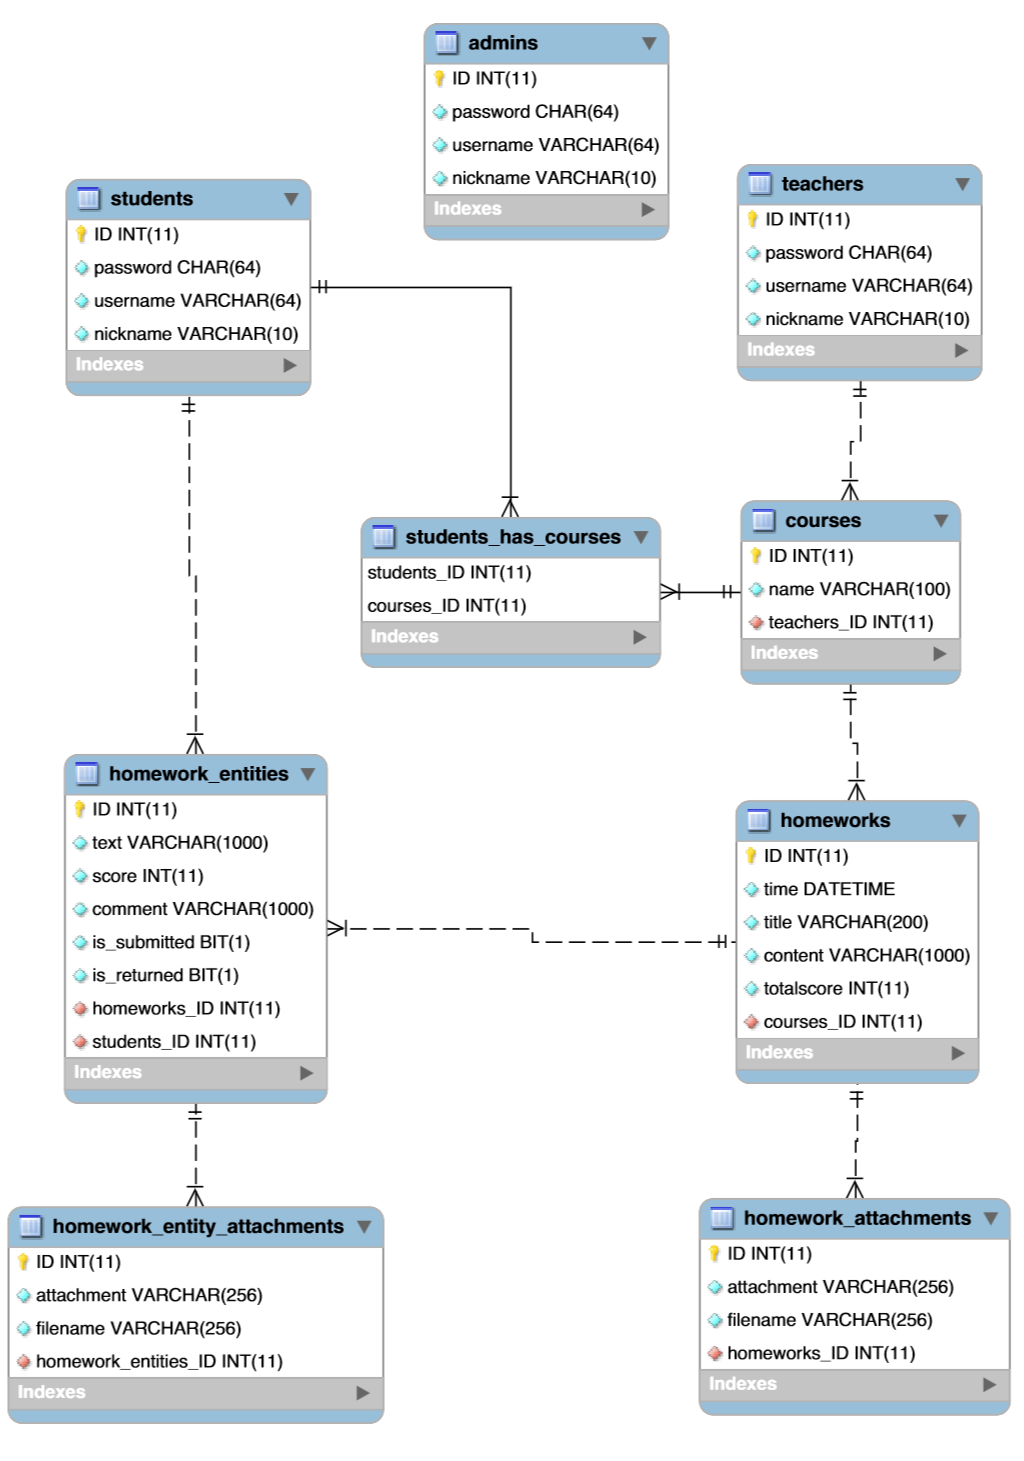 admins
ID INT(11)
password CHAR(64)
username VARCHAR(64)
nickname VARCHAR(10)
Indexes
students
ID INT(11)
password CHAR(64)
username VARCHAR(64)
nickname VARCHAR(10)
Indexes
teachers
ID INT(11)
password CHAR(64)
username VARCHAR(64)
nickname VARCHAR(10)
Indexes
students_has_courses
students_ID INT(11)
courses_ID INT(11)
Indexes
courses
ID INT(11)
name VARCHAR(100)
teachers_ID INT(11)
Indexes
homework_entities
ID INT(11)
text VARCHAR(1000)
score INT(11)
comment VARCHAR(1000)
is_submitted BIT(1)
is_returned BIT(1)
homeworks_ID INT(11)
students_ID INT(11)
Indexes
homeworks
ID INT(11)
time DATETIME
title VARCHAR(200)
content VARCHAR(1000)
totalscore INT(11)
courses_ID INT(11)
Indexes
homework_entity_attachments
ID INT(11)
attachment VARCHAR(256)
filename VARCHAR(256)
homework_entities_ID INT(11)
Indexes
homework_attachments
ID INT(11)
attachment VARCHAR(256)
filename VARCHAR(256)
homeworks_ID INT(11)
Indexes